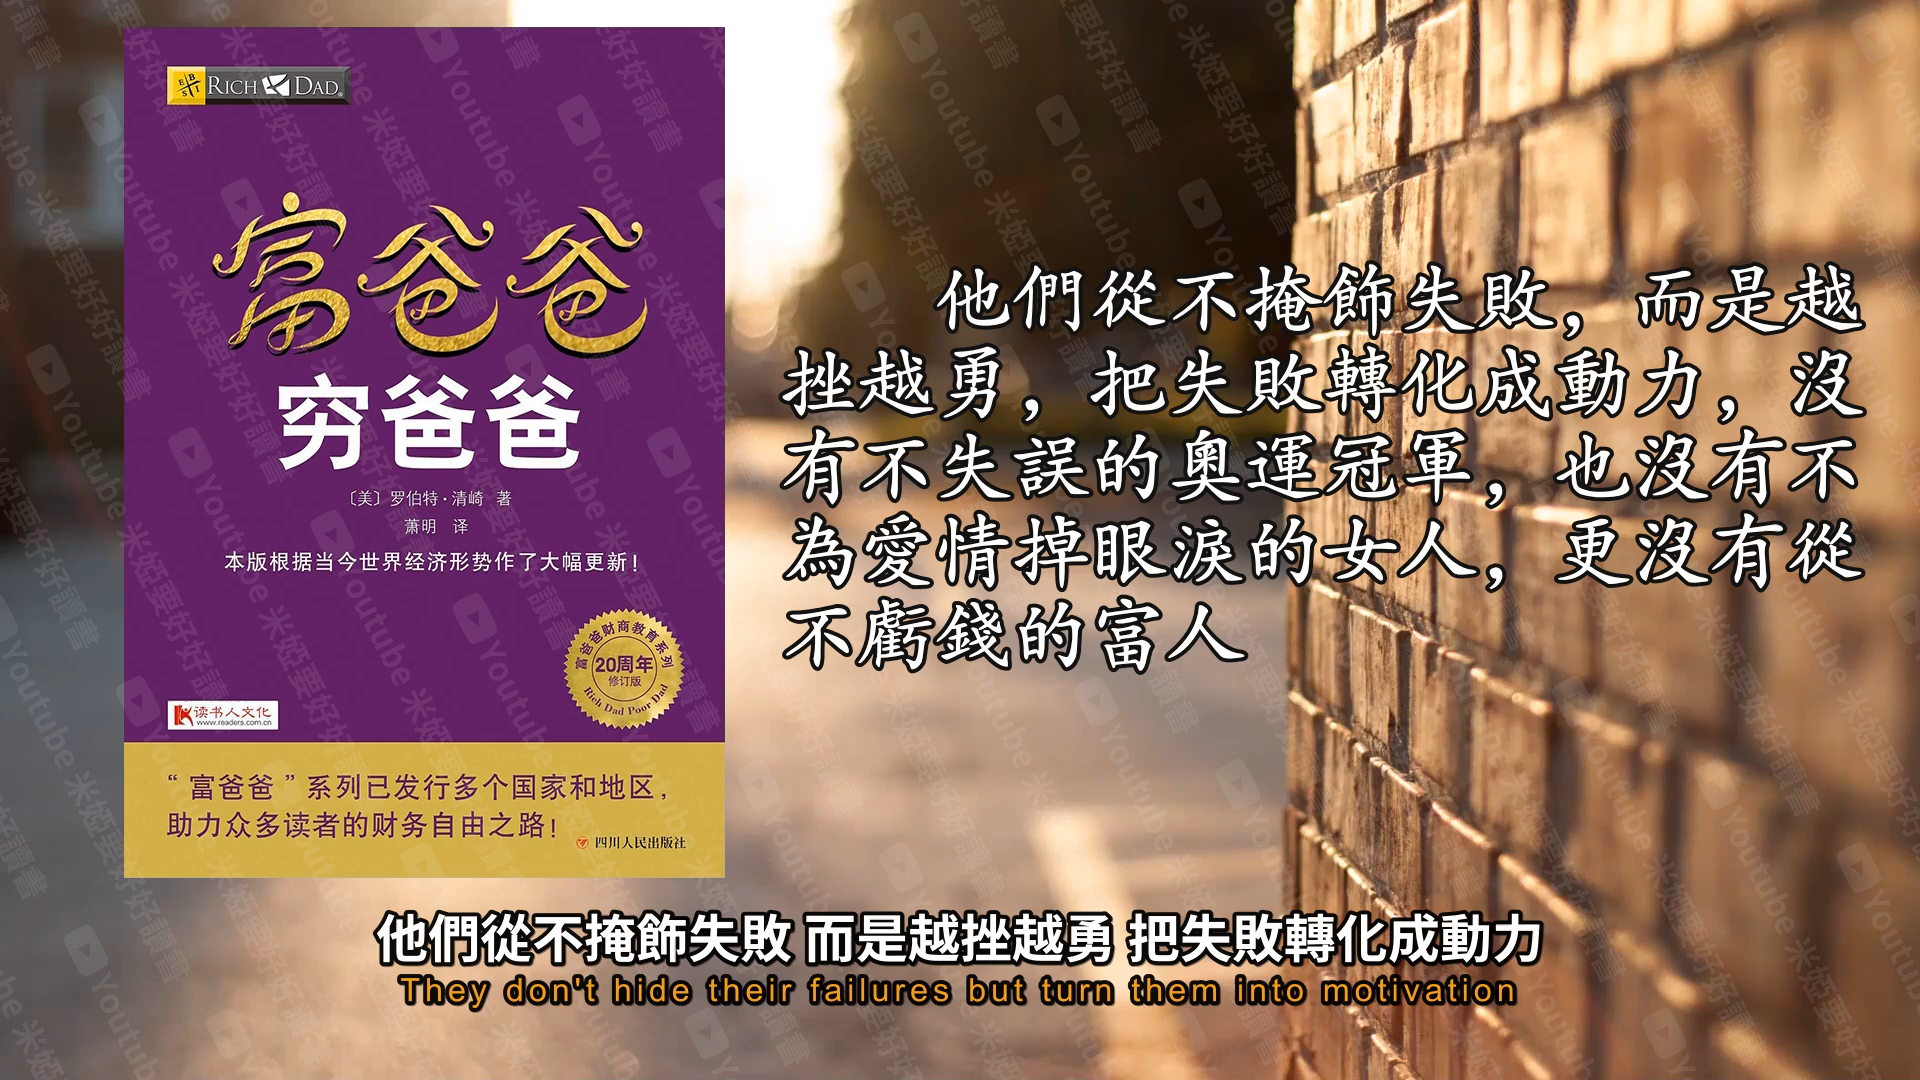 RICH DAD
富爸爸
穷爸爸
〔美〕罗伯特·清崎 著
萧明 译
本版根据当今世界经济形势作了大幅更新！
富爸爸财商教育系列
20周年
修订版
Rich Dad Poor Dad
读书人文化
www.readers.com.cn
“富爸爸”系列已发行多个国家和地区，
助力众多读者的财务自由之路！
四川人民出版社
他們從不掩飾失敗，而是越
挫越勇，把失敗轉化成動力，沒
有不失誤的奧運冠軍，也沒有不
為愛情掉眼淚的女人，更沒有從
不虧錢的富人
他們從不掩飾失敗 而是越挫越勇 把失敗轉化成動力
They don't hide their failures but turn them into motivation
Youtube 米婭要好好讀書